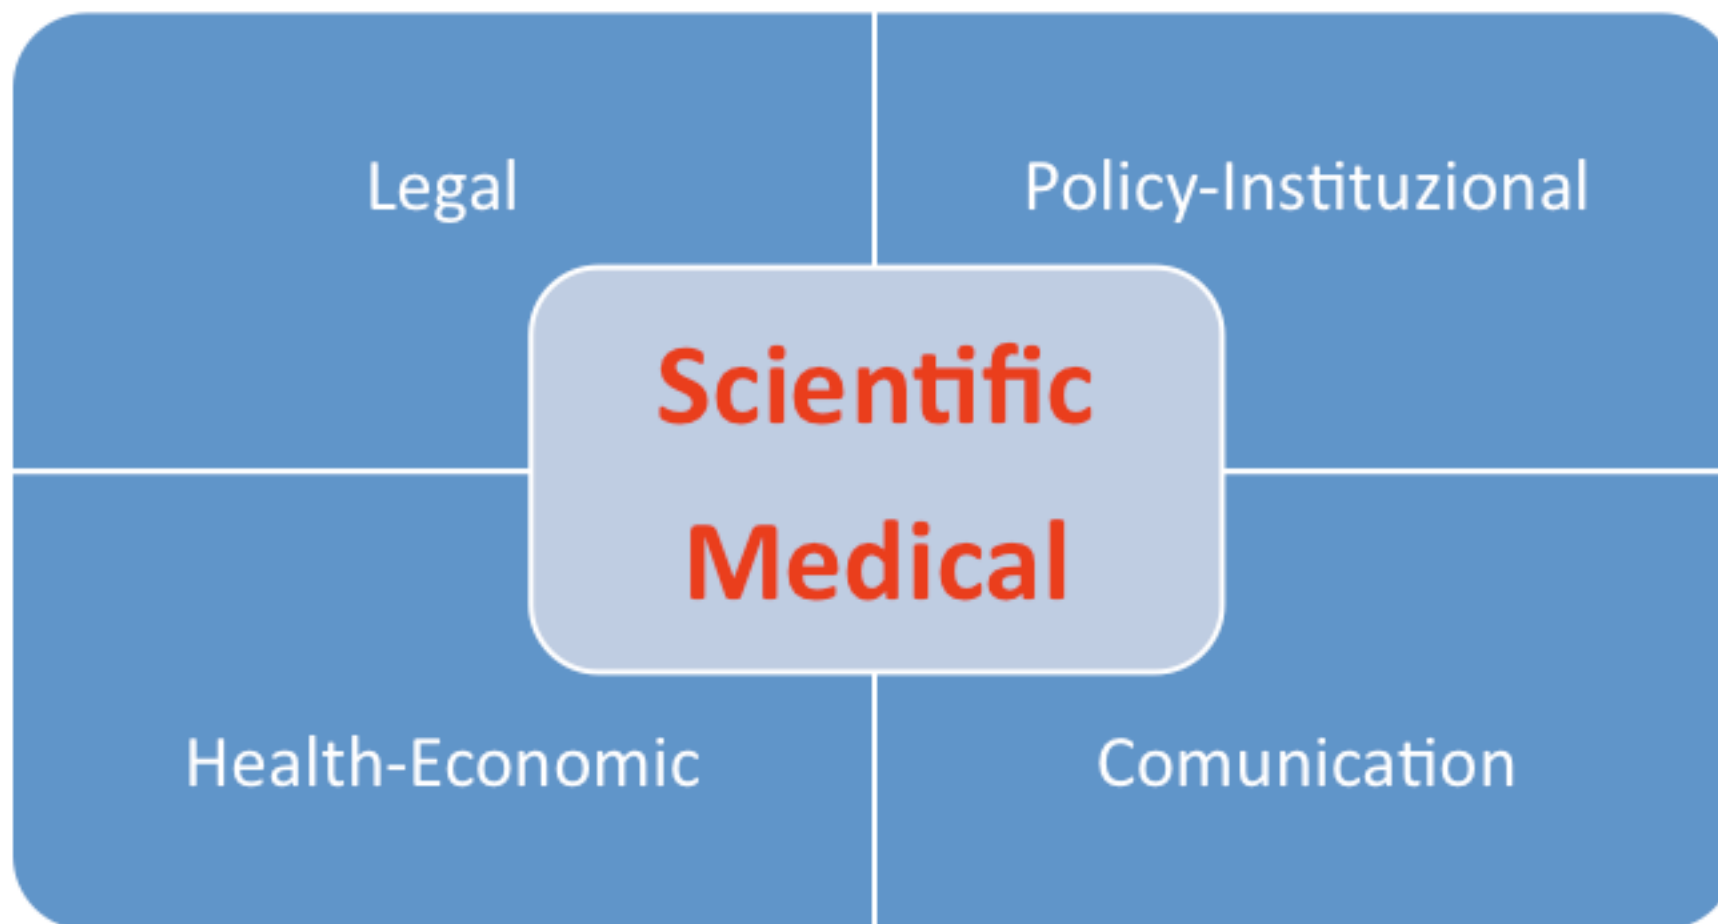 Legal
Policy-Instituzional
Scientific
Medical
Health-Economic
Comunication